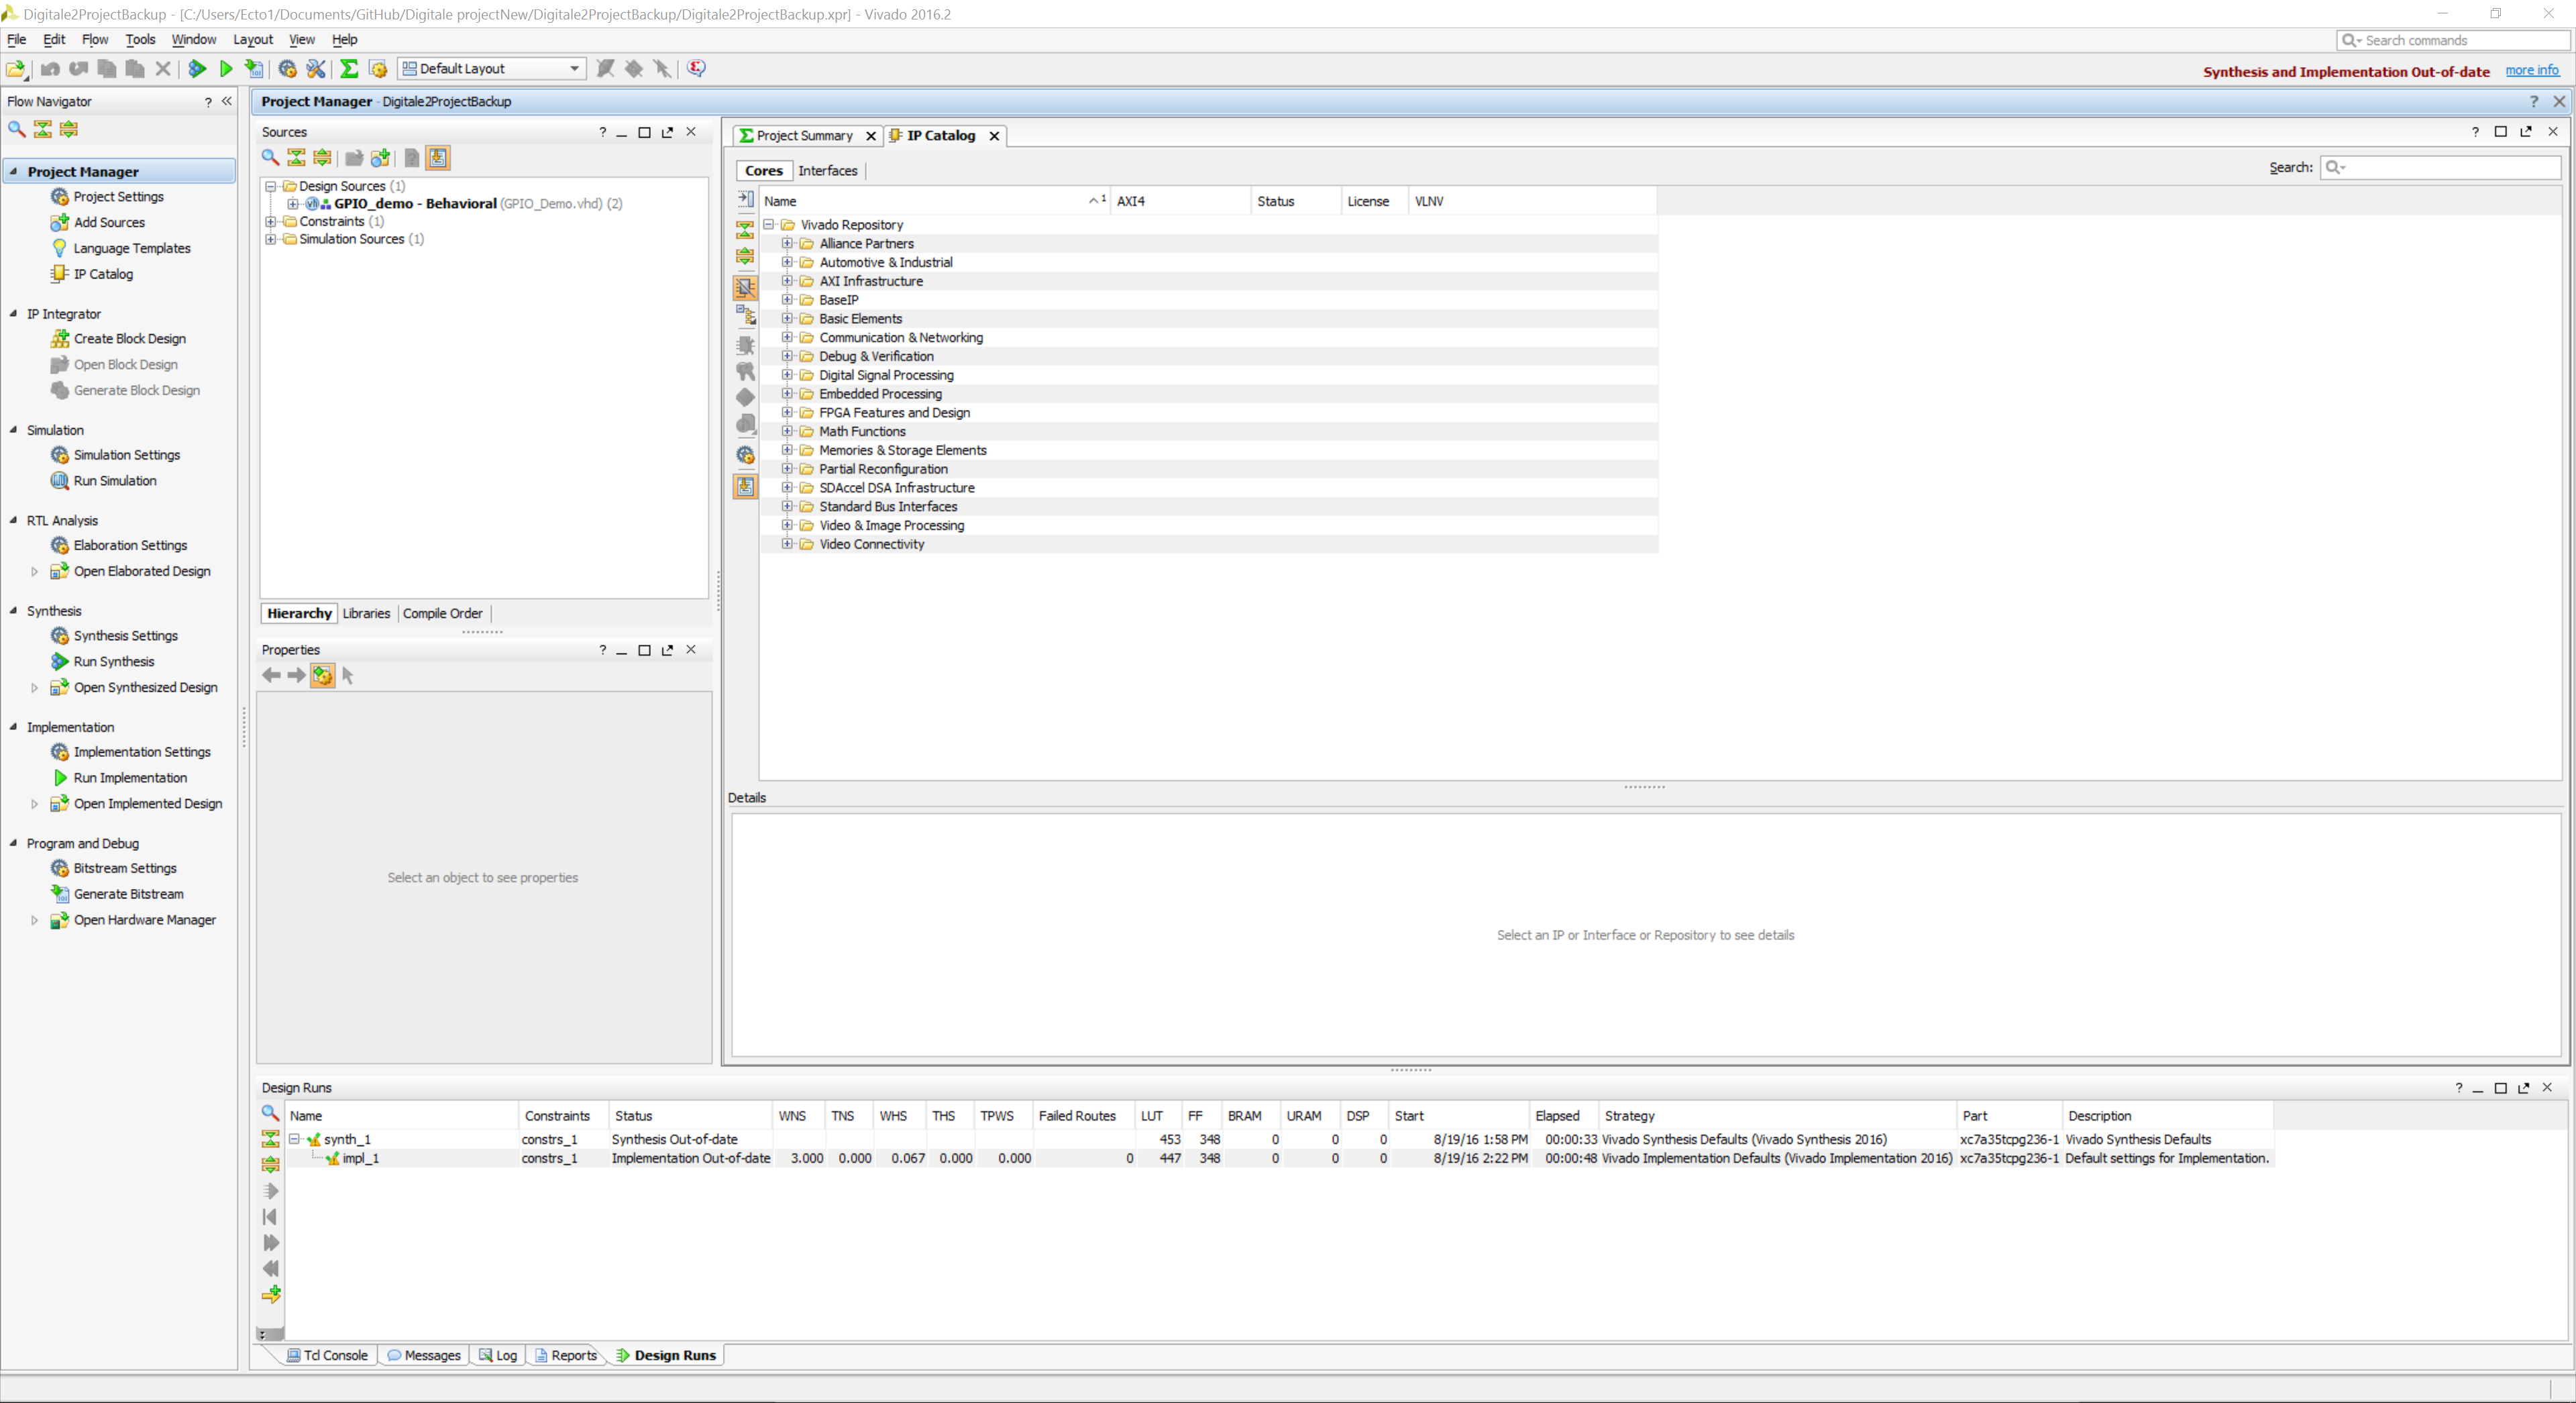 Digitale2ProjectBackup - [C:/Users/Ecto1/Documents/GitHub/Digitale projectNew/Digitale2ProjectBackup/Digitale2ProjectBackup.xpr] - Vivado 2016.2
File Edit Flow Tools Window Layout View Help
Search commands
Default Layout
Synthesis and Implementation Out-of-date more info
Flow Navigator
Project Manager
Project Settings
Add Sources
Language Templates
IP Catalog
IP Integrator
Create Block Design
Open Block Design
Generate Block Design
Simulation
Simulation Settings
Run Simulation
RTL Analysis
Elaboration Settings
Open Elaborated Design
Synthesis
Synthesis Settings
Run Synthesis
Open Synthesized Design
Implementation
Implementation Settings
Run Implementation
Open Implemented Design
Program and Debug
Bitstream Settings
Generate Bitstream
Open Hardware Manager
Project Manager - Digitale2ProjectBackup
Sources
Design Sources (1)
GPIO_demo - Behavioral (GPIO_Demo.vhd) (2)
Constraints (1)
Simulation Sources (1)
Hierarchy Libraries Compile Order
Properties
Select an object to see properties
Project Summary IP Catalog
Cores Interfaces
Search:
Name 1 AXI4 Status License VLNV
Vivado Repository
Alliance Partners
Automotive & Industrial
AXI Infrastructure
BaseIP
Basic Elements
Communication & Networking
Debug & Verification
Digital Signal Processing
Embedded Processing
FPGA Features and Design
Math Functions
Memories & Storage Elements
Partial Reconfiguration
SDAccel DSA Infrastructure
Standard Bus Interfaces
Video & Image Processing
Video Connectivity
Details
Select an IP or Interface or Repository to see details
Design Runs
Name Constraints Status WNS TNS WHS THS TPWS Failed Routes LUT FF BRAM URAM DSP Start Elapsed Strategy Part Description
synth_1 constrs_1 Synthesis Out-of-date 453 348 0 0 0 8/19/16 1:58 PM 00:00:33 Vivado Synthesis Defaults (Vivado Synthesis 2016) xc7a35tcpg236-1 Vivado Synthesis Defaults
impl_1 constrs_1 Implementation Out-of-date 3.000 0.000 0.067 0.000 0.000 0 447 348 0 0 0 8/19/16 2:22 PM 00:00:48 Vivado Implementation Defaults (Vivado Implementation 2016) xc7a35tcpg236-1 Default settings for Implementation.
Tcl Console Messages Log Reports Design Runs